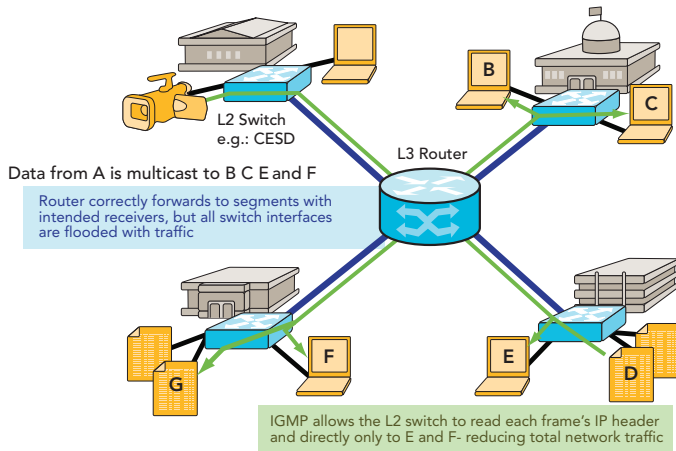 B
C
L2 Switch
e.g.: CESD
L3 Router
Data from A is multicast to B C E and F
Router correctly forwards to segments with
intended receivers, but all switch interfaces
are flooded with traffic
G
F
E
D
IGMP allows the L2 switch to read each frame's IP header
and directly only to E and F- reducing total network traffic